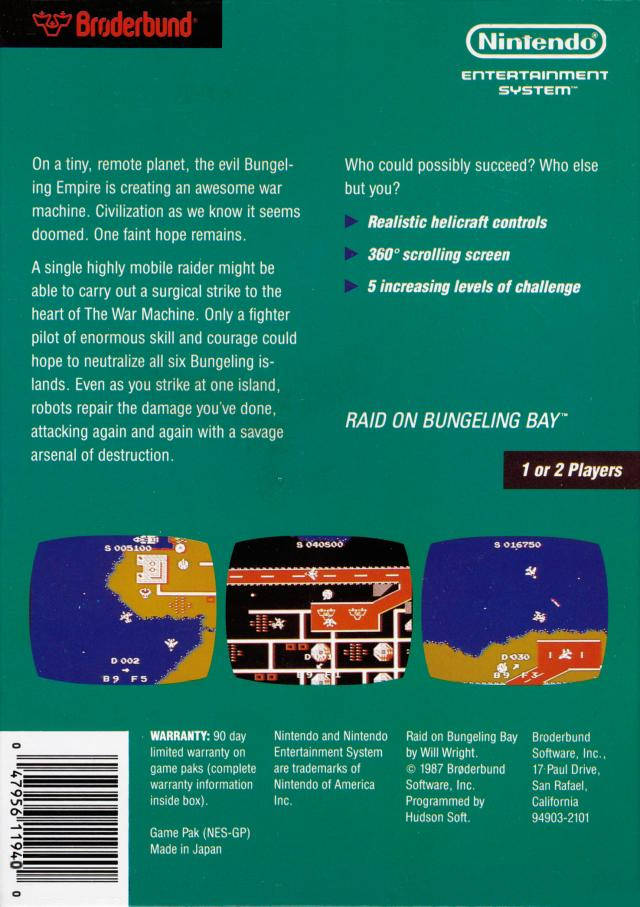 Brøderbund
Nintendo®
ENTERTAINMENT
SYSTEM™
On a tiny, remote planet, the evil Bungel-
ing Empire is creating an awesome war
machine. Civilization as we know it seems
doomed. One faint hope remains.
A single highly mobile raider might be
able to carry out a surgical strike to the
heart of The War Machine. Only a fighter
pilot of enormous skill and courage could
hope to neutralize all six Bungeling is-
lands. Even as you strike at one island,
robots repair the damage you've done,
attacking again and again with a savage
arsenal of destruction.
Who could possibly succeed? Who else
but you?
Realistic helicraft controls
360° scrolling screen
5 increasing levels of challenge
RAID ON BUNGELING BAY™
1 or 2 Players
S 005100
D 002
B 9 F 5
S 040500
S 016750
D 030
B 9 F 3
0 47956 11940 0
WARRANTY: 90 day
limited warranty on
game paks (complete
warranty information
inside box).
Game Pak (NES-GP)
Made in Japan
Nintendo and Nintendo
Entertainment System
are trademarks of
Nintendo of America
Inc.
Raid on Bungeling Bay
by Will Wright.
© 1987 Brøderbund
Software, Inc.
Programmed by
Hudson Soft.
Broderbund
Software, Inc.,
17 Paul Drive,
San Rafael,
California
94903-2101